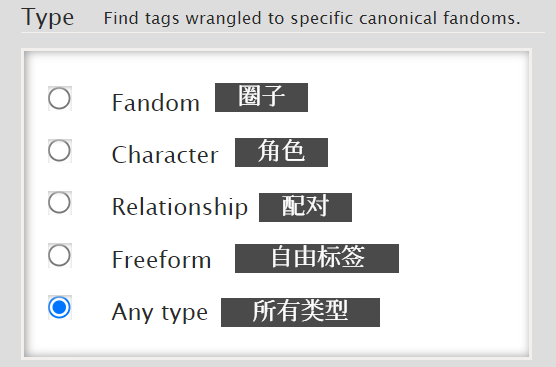 Type Find tags wrangled to specific canonical fandoms.
Fandom 圈子
Character 角色
Relationship 配对
Freeform 自由标签
Any type 所有类型